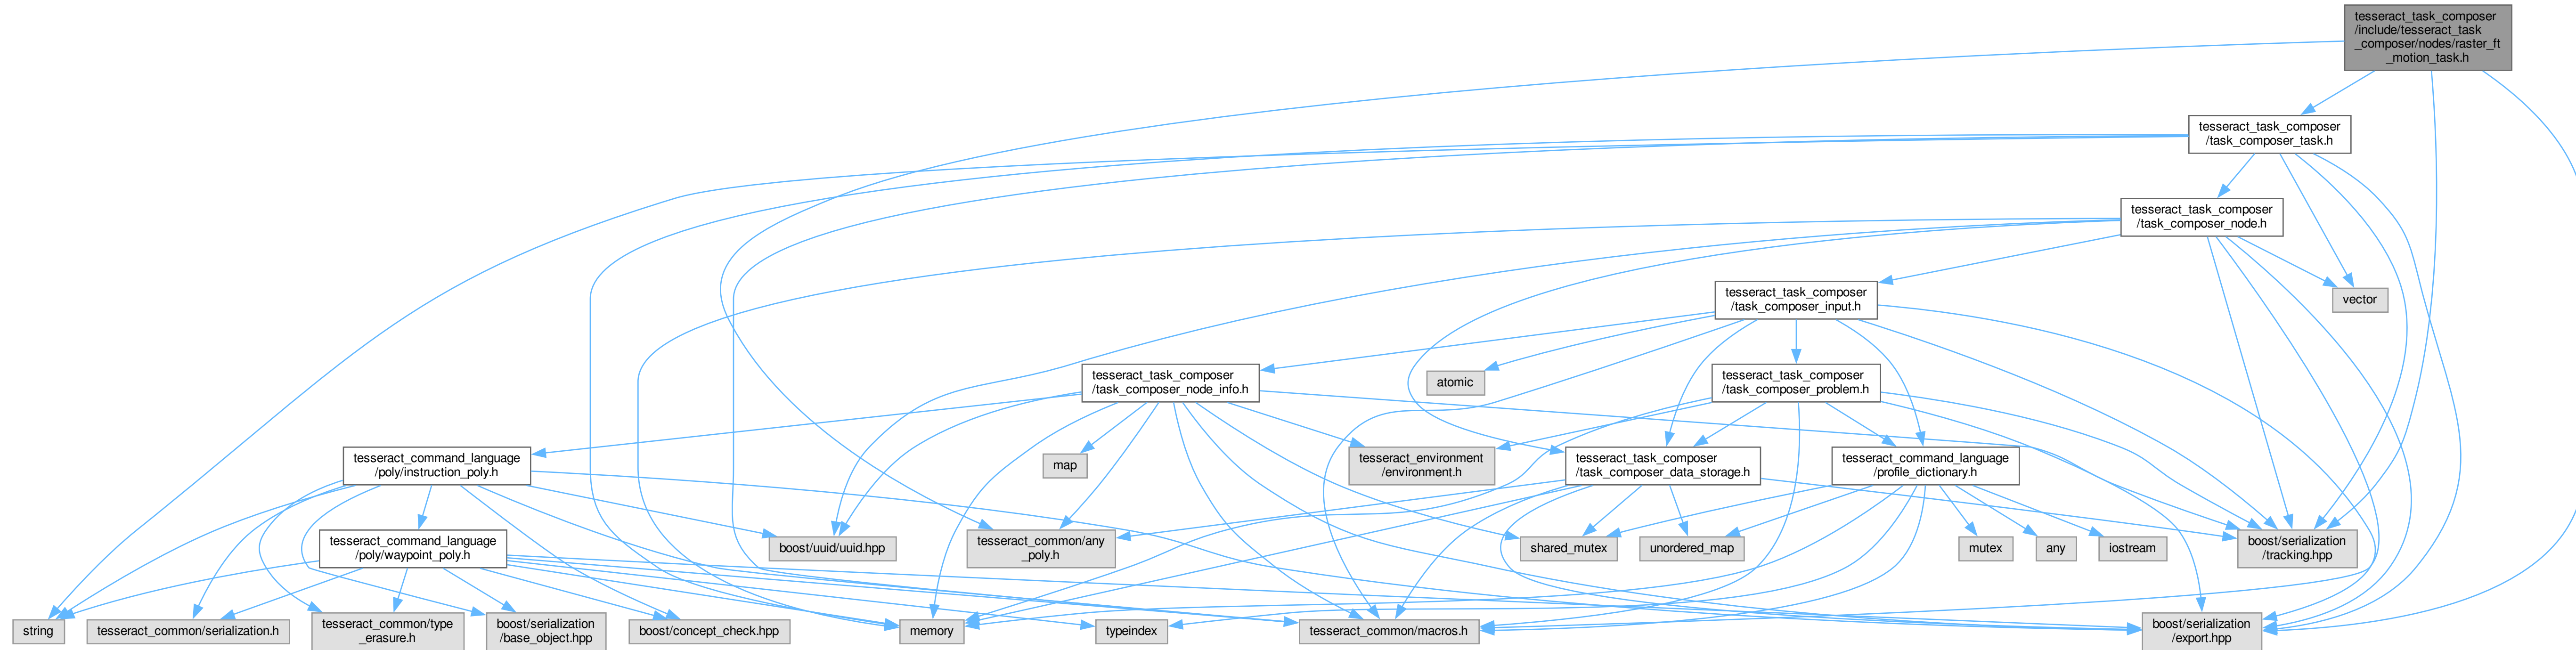 tesseract_task_composer
/include/tesseract_task
_composer/nodes/raster_ft
_motion_task.h
tesseract_task_composer
/task_composer_task.h
tesseract_task_composer
/task_composer_node.h
tesseract_task_composer
/task_composer_input.h
vector
tesseract_task_composer
/task_composer_node_info.h
atomic
tesseract_task_composer
/task_composer_problem.h
tesseract_command_language
/poly/instruction_poly.h
map
tesseract_environment
/environment.h
tesseract_task_composer
/task_composer_data_storage.h
tesseract_command_language
/profile_dictionary.h
tesseract_command_language
/poly/waypoint_poly.h
boost/uuid/uuid.hpp
tesseract_common/any
_poly.h
shared_mutex
unordered_map
mutex
any
iostream
boost/serialization
/tracking.hpp
string
tesseract_common/serialization.h
tesseract_common/type
_erasure.h
boost/serialization
/base_object.hpp
boost/concept_check.hpp
memory
typeindex
tesseract_common/macros.h
boost/serialization
/export.hpp